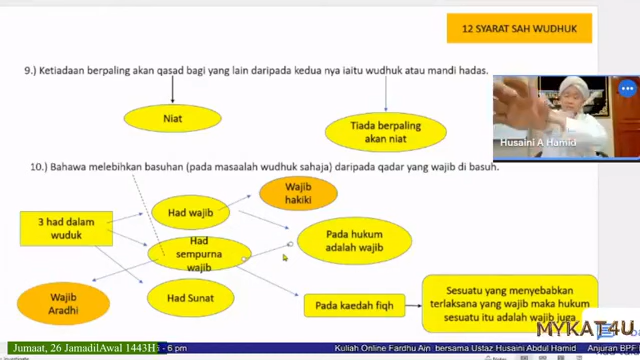 12 SYARAT SAH WUDHUK
9.) Ketiadaan berpaling akan qasad bagi yang lain daripada kedua nya iaitu wudhuk atau mandi hadas.
Niat
Tiada berpaling
akan niat
Husaini A Hamid
10.) Bahawa melebihkan basuhan (pada masaalah wudhuk sahaja) daripada qadar yang wajib di basuh.
3 had dalam
wuduk
Had wajib
Wajib
hakiki
Had
sempurna
wajib
Pada hukum
adalah wajib
Wajib
Aradhi
Had Sunat
Pada kaedah fiqh
Sesuatu yang menyebabkan
terlaksana yang wajib maka hukum
sesuatu itu adalah wajib juga
MYKAT4U
Jumaat, 26 JamadilAwal 1443H
5 - 6 pm
Kuliah Online Fardhu Ain bersama Ustaz Husaini Abdul Hamid
Anjuran BPF